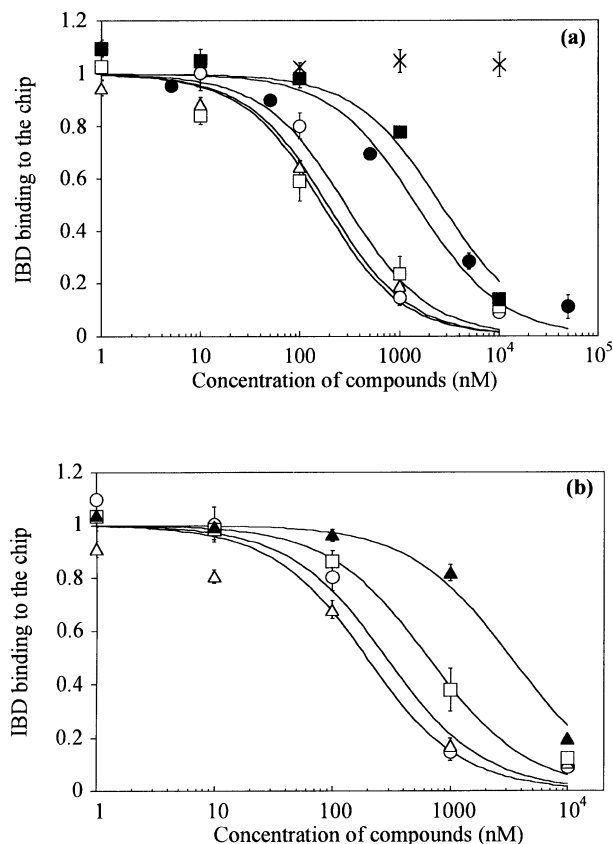 (a)
1.2
1
0.8
0.6
0.4
0.2
0
IBD binding to the chip
1 10 100 1000 10⁴ 10⁵
Concentration of compounds (nM)
(b)
1.2
1
0.8
0.6
0.4
0.2
0
IBD binding to the chip
1 10 100 1000 10⁴
Concentration of compounds (nM)